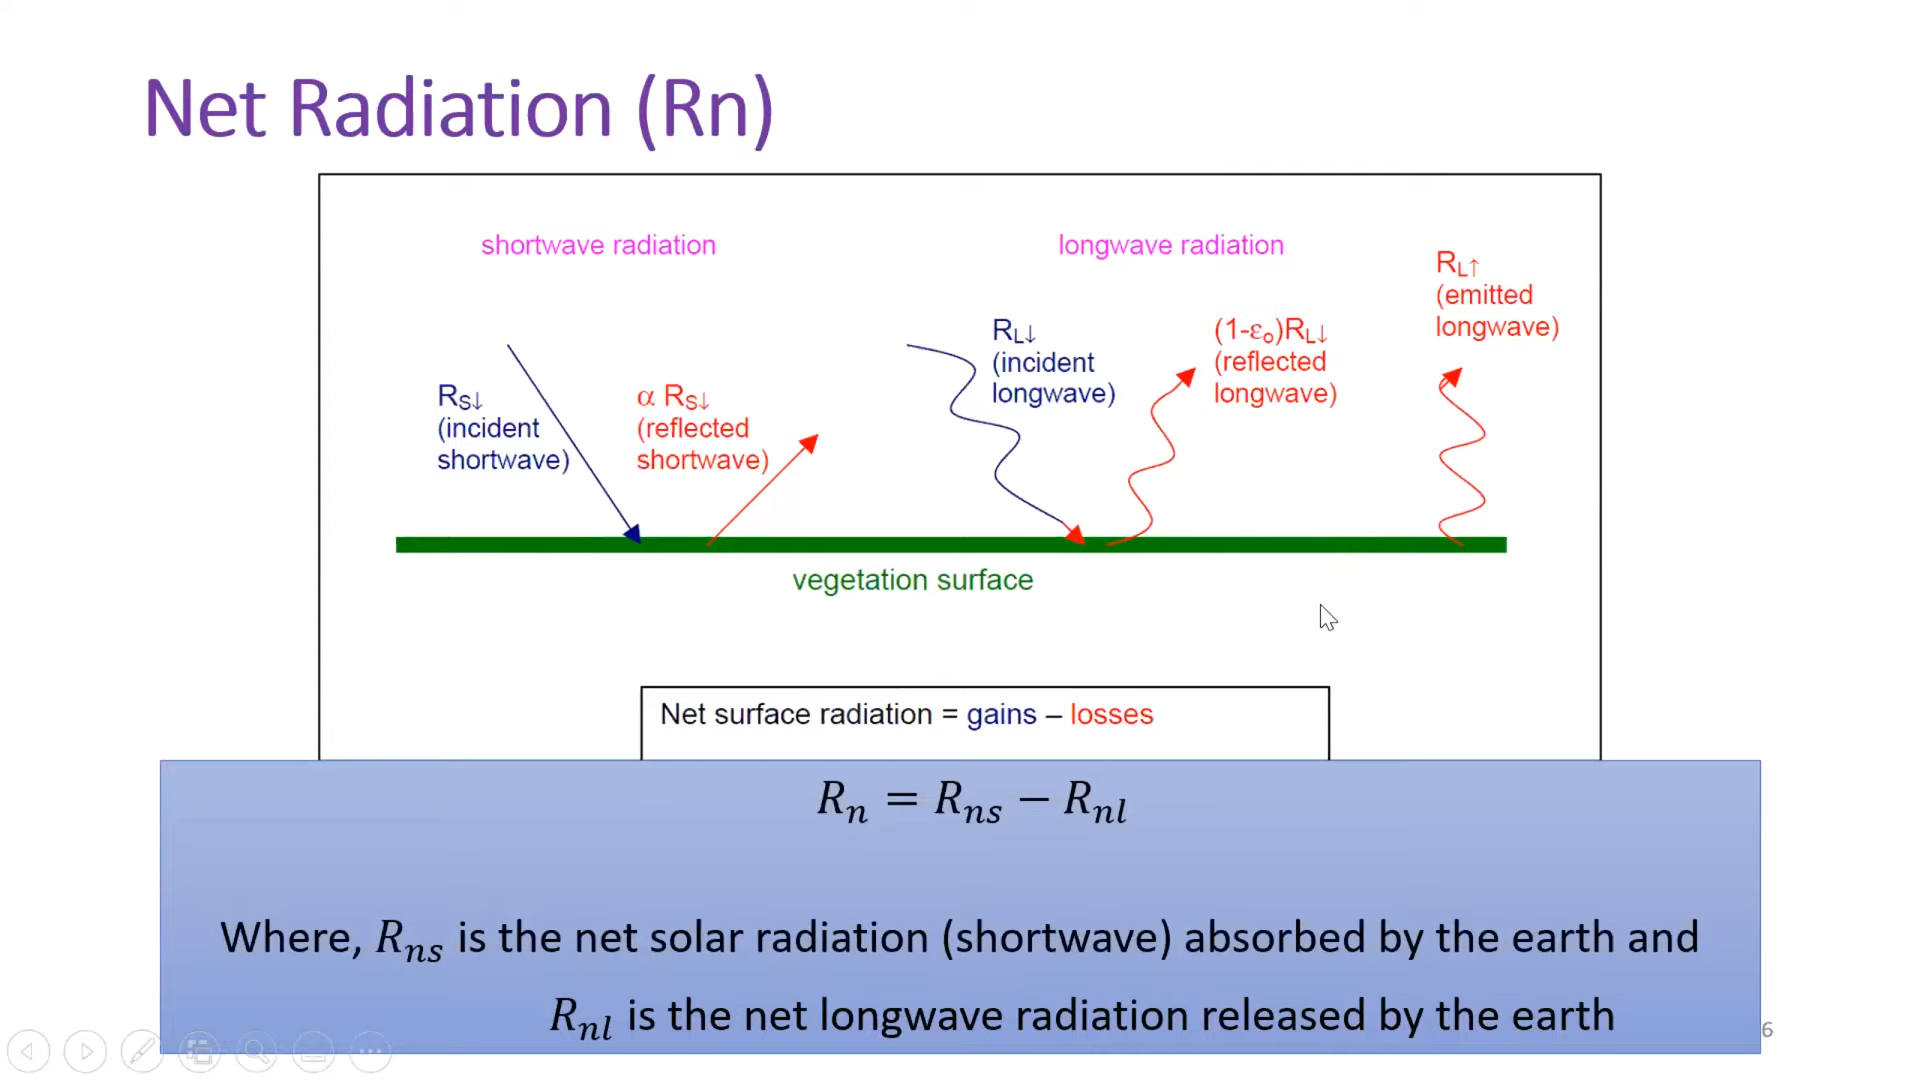 Net Radiation (Rn)
shortwave radiation
longwave radiation
RS↓
(incident
shortwave)
α RS↓
(reflected
shortwave)
RL↓
(incident
longwave)
(1-εo)RL↓
(reflected
longwave)
RL↑
(emitted
longwave)
vegetation surface
Net surface radiation = gains – losses
Rn = Rns − Rnl
Where, Rns is the net solar radiation (shortwave) absorbed by the earth and
Rnl is the net longwave radiation released by the earth
6